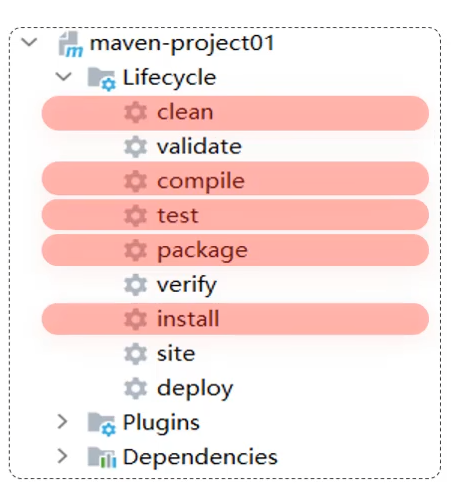 maven-project01
Lifecycle
clean
validate
compile
test
package
verify
install
site
deploy
Plugins
Dependencies